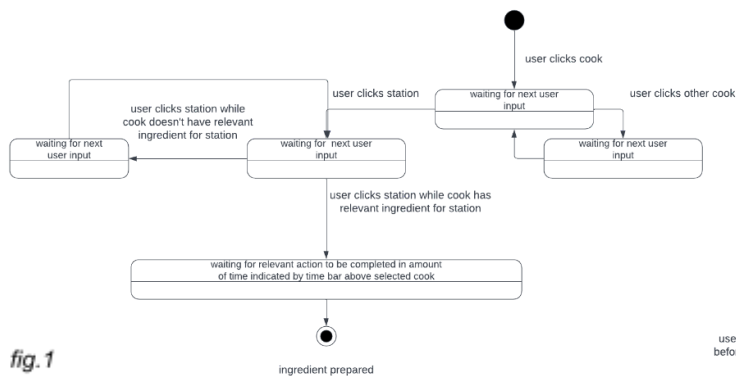 user clicks cook
user clicks station
waiting for next user
input
user clicks other cook
user clicks station while
cook doesn't have relevant
ingredient for station
waiting for next
user input
waiting for next user
input
waiting for next user
input
user clicks station while cook has
relevant ingredient for station
waiting for relevant action to be completed in amount
of time indicated by time bar above selected cook
fig.1
ingredient prepared